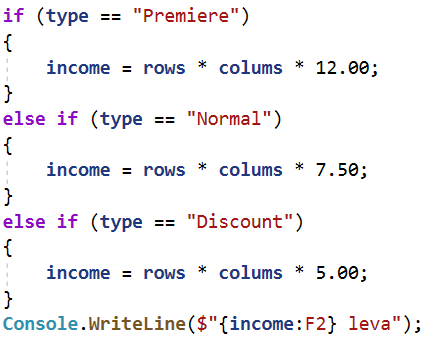 if (type == "Premiere")
{
    income = rows * colums * 12.00;
}
else if (type == "Normal")
{
    income = rows * colums * 7.50;
}
else if (type == "Discount")
{
    income = rows * colums * 5.00;
}
Console.WriteLine($"{income:F2} leva");